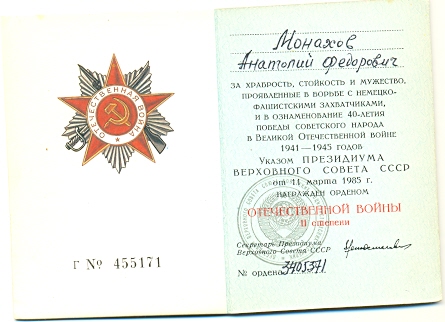 ОТЕЧЕСТВЕННАЯ ВОЙНА
Г № 455171
Монахов
Анатолий Федорович
ЗА ХРАБРОСТЬ, СТОЙКОСТЬ И МУЖЕСТВО,
ПРОЯВЛЕННЫЕ В БОРЬБЕ С НЕМЕЦКО-
ФАШИСТСКИМИ ЗАХВАТЧИКАМИ,
И В ОЗНАМЕНОВАНИЕ 40-ЛЕТИЯ
ПОБЕДЫ СОВЕТСКОГО НАРОДА
В ВЕЛИКОЙ ОТЕЧЕСТВЕННОЙ ВОЙНЕ
1941—1945 ГОДОВ
УКАЗОМ ПРЕЗИДИУМА
ВЕРХОВНОГО СОВЕТА СССР
от 11 марта 1985 г.
НАГРАЖДЕН ОРДЕНОМ
ОТЕЧЕСТВЕННОЙ ВОЙНЫ
II степени
Секретарь Президиума
Верховного Совета СССР
№ ордена 3405371